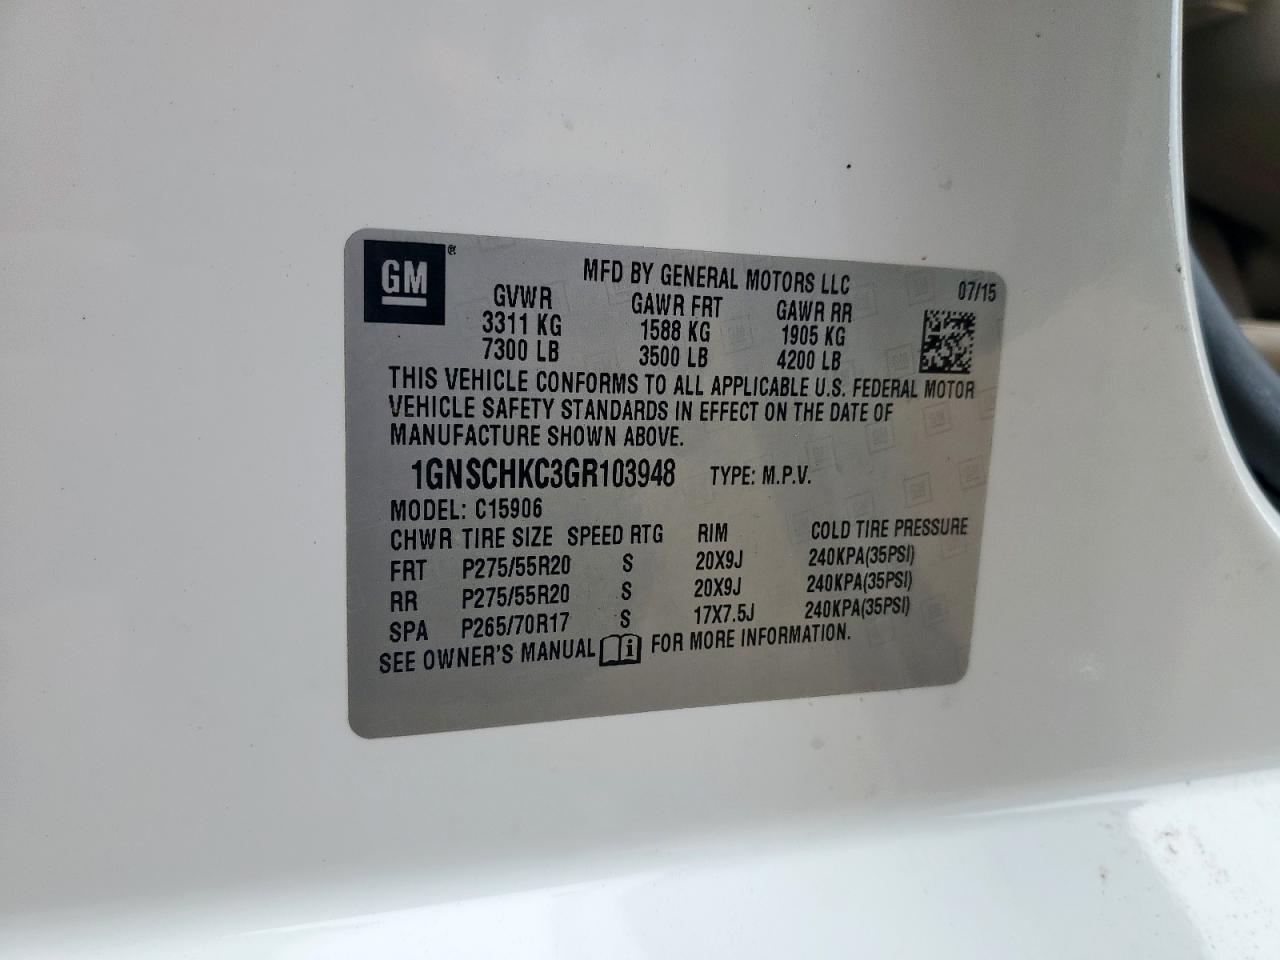 GM®
MFD BY GENERAL MOTORS LLC 07/15
GVWR GAWR FRT GAWR RR
3311 KG 1588 KG 1905 KG
7300 LB 3500 LB 4200 LB
THIS VEHICLE CONFORMS TO ALL APPLICABLE U.S. FEDERAL MOTOR
VEHICLE SAFETY STANDARDS IN EFFECT ON THE DATE OF
MANUFACTURE SHOWN ABOVE.
1GNSCHKC3GR103948 TYPE: M.P.V.
MODEL: C15906
CHWR TIRE SIZE SPEED RTG RIM COLD TIRE PRESSURE
FRT P275/55R20 S 20X9J 240KPA(35PSI)
RR P275/55R20 S 20X9J 240KPA(35PSI)
SPA P265/70R17 S 17X7.5J 240KPA(35PSI)
SEE OWNER'S MANUAL i FOR MORE INFORMATION.